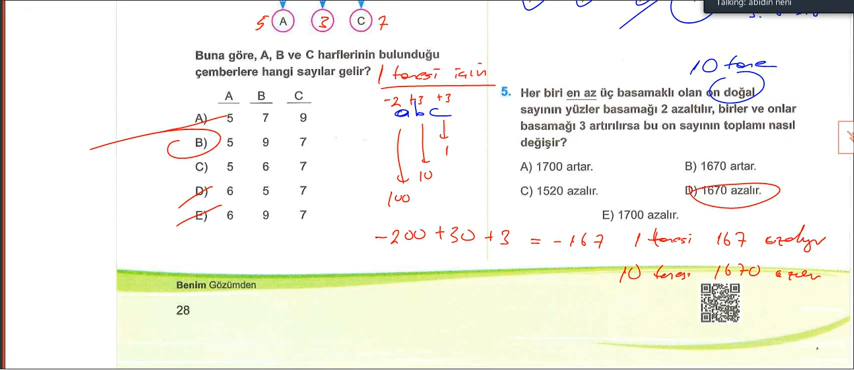 Talking: abidin neni
5 A 3 C 7
Buna göre, A, B ve C harflerinin bulunduğu
çemberlere hangi sayılar gelir?
A B C
A) 5 7 9
B) 5 9 7
C) 5 6 7
D) 6 5 7
E) 6 9 7
1 tanesi için
-2 +3 +3
abc
1
10
100
10 tane
5. Her biri en az üç basamaklı olan on doğal
sayının yüzler basamağı 2 azaltılır, birler ve onlar
basamağı 3 artırılırsa bu on sayının toplamı nasıl
değişir?
A) 1700 artar. B) 1670 artar.
C) 1520 azalır. D) 1670 azalır.
E) 1700 azalır.
-200 +30 +3 = -167 1 tanesi 167 azalıyor
10 tanesi 1670 azalır
Benim Gözümden
28